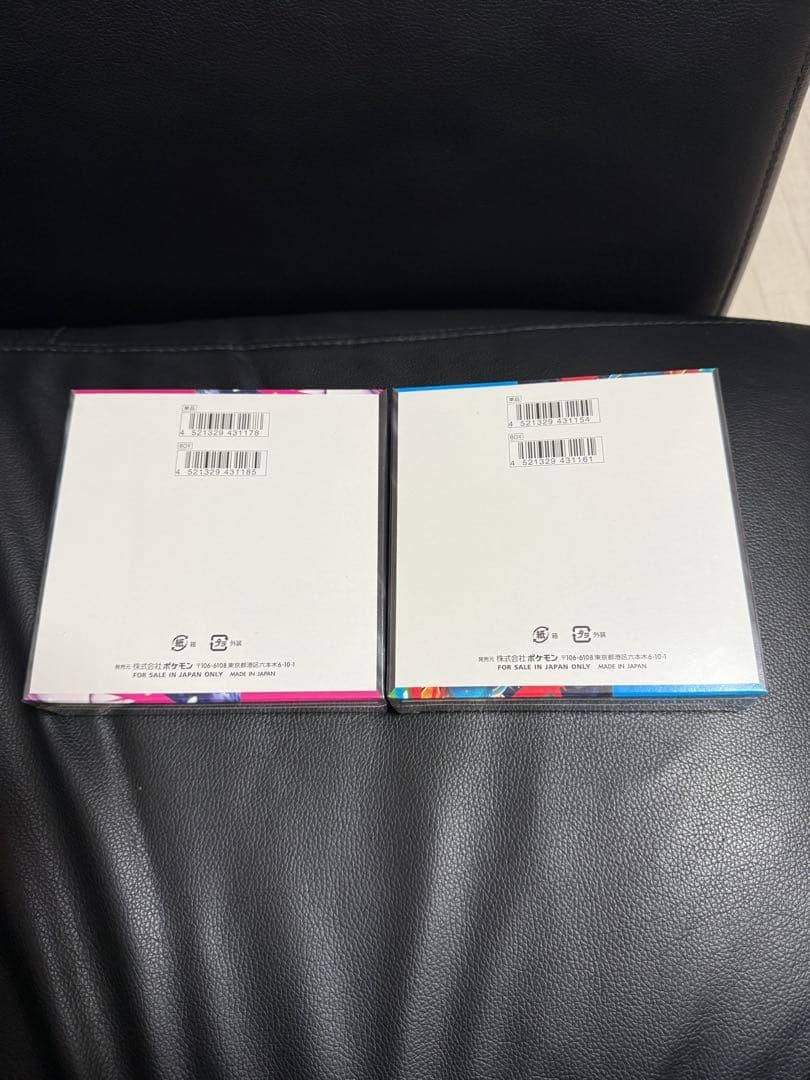 単品
4 521329 431178
BOX
4 521329 431185
紙 箱 プラ 外装
発売元 株式会社ポケモン 〒106-6108 東京都港区六本木6-10-1
FOR SALE IN JAPAN ONLY MADE IN JAPAN
単品
4 521329 431154
BOX
4 521329 431161
紙 箱 プラ 外装
発売元 株式会社ポケモン 〒106-6108 東京都港区六本木6-10-1
FOR SALE IN JAPAN ONLY MADE IN JAPAN